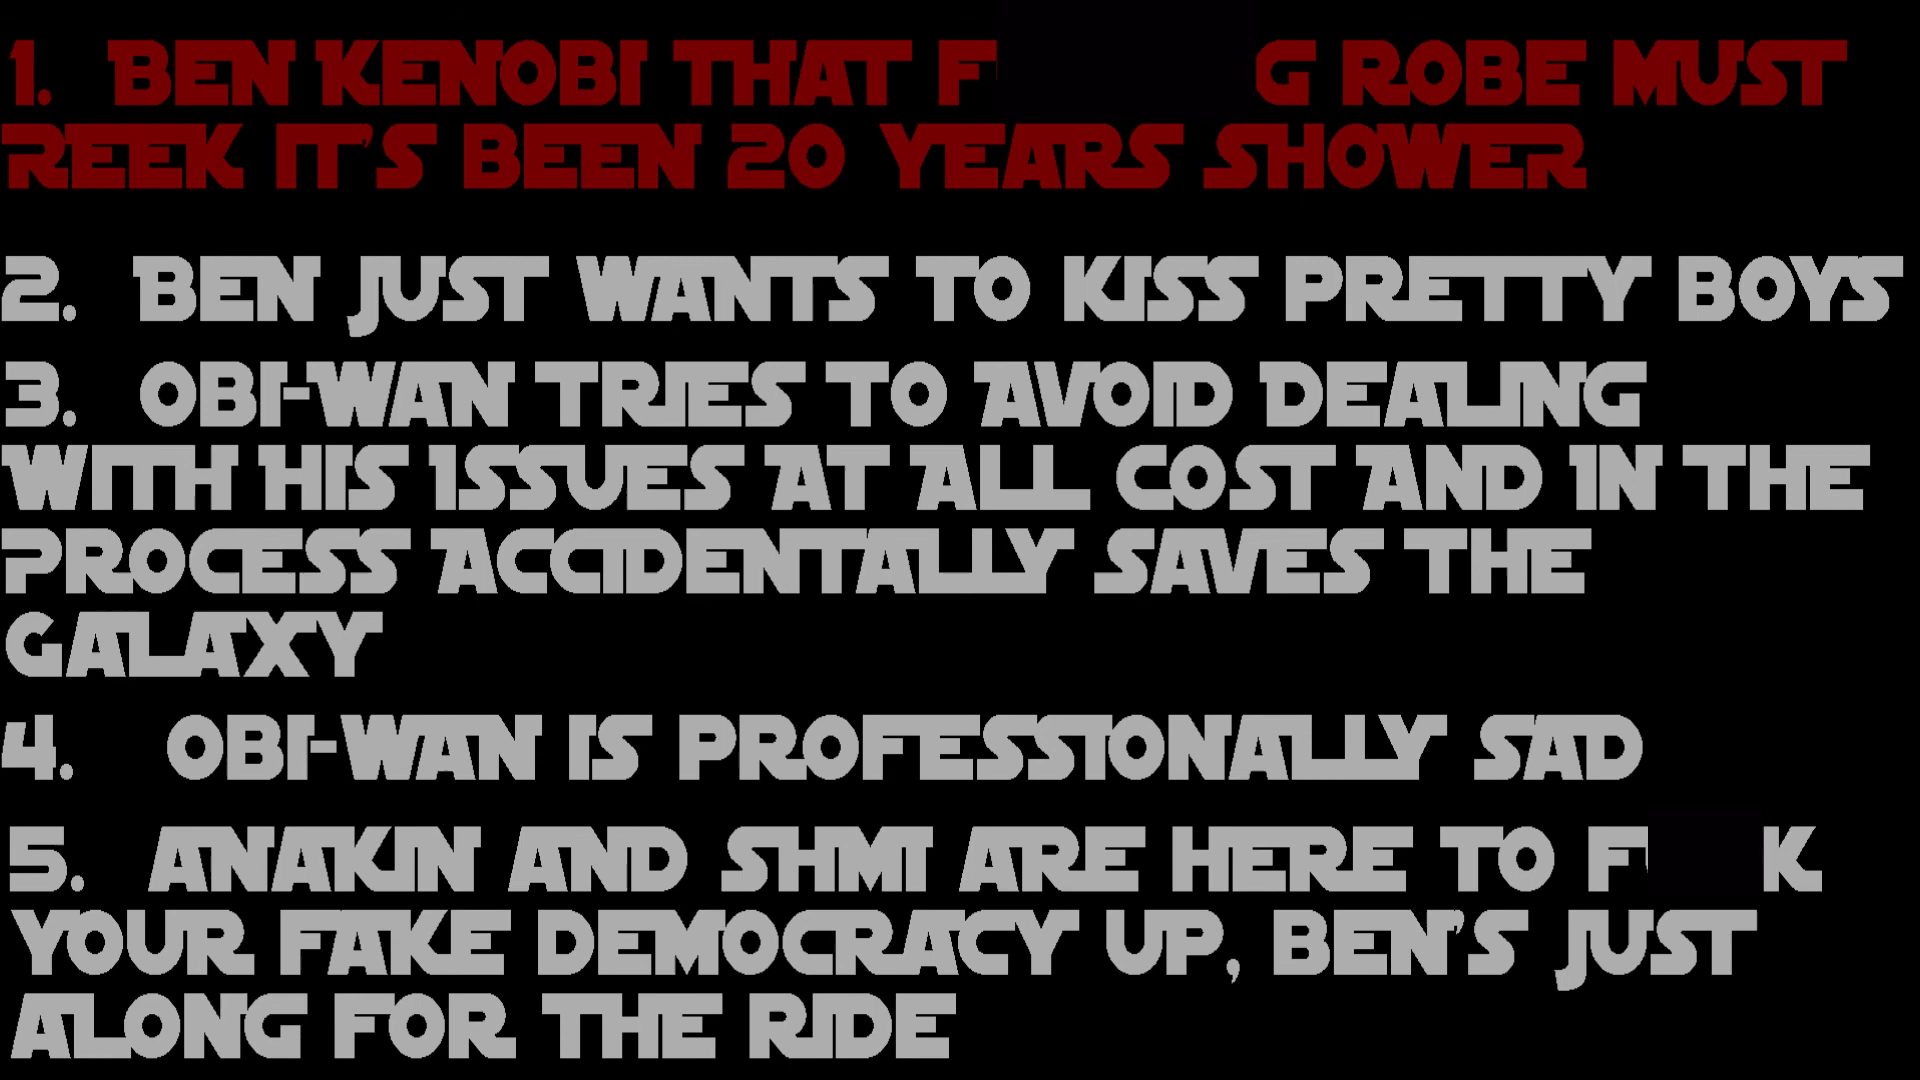 1. BEN KENOBI THAT F G ROBE MUST
REEK IT'S BEEN 20 YEARS SHOWER
2. BEN JUST WANTS TO KISS PRETTY BOYS
3. OBI-WAN TRIES TO AVOID DEALING
WITH HIS ISSUES AT ALL COST AND IN THE
PROCESS ACCIDENTALLY SAVES THE
GALAXY
4. OBI-WAN IS PROFESSIONALLY SAD
5. ANAKIN AND SHMI ARE HERE TO F K
YOUR FAKE DEMOCRACY UP, BEN'S JUST
ALONG FOR THE RIDE